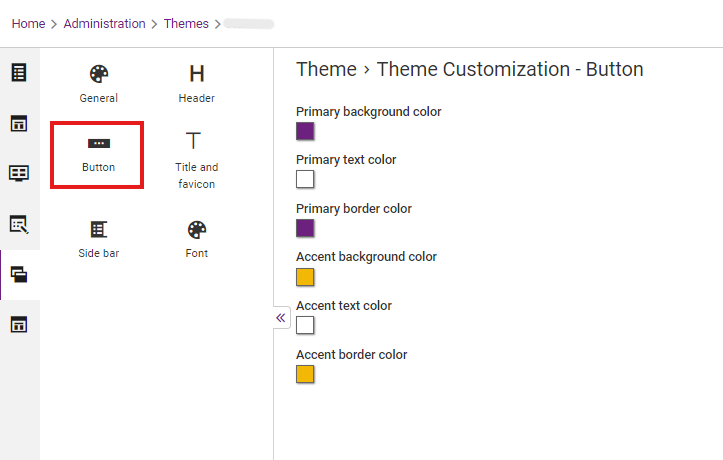 Home > Administration > Themes >
General
Header
Button
Title and
favicon
Side bar
Font
Theme › Theme Customization - Button
Primary background color
Primary text color
Primary border color
Accent background color
Accent text color
Accent border color